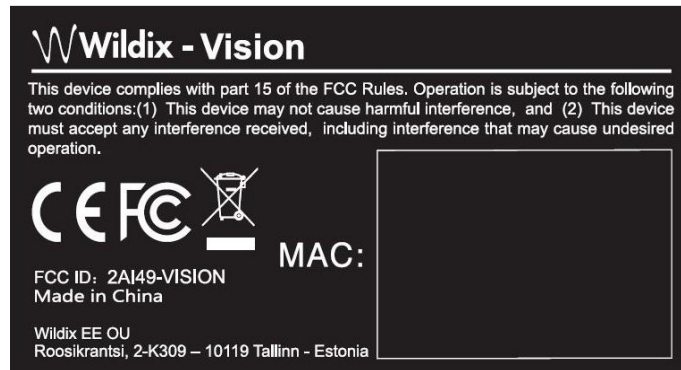 Wildix - Vision
This device complies with part 15 of the FCC Rules. Operation is subject to the following
two conditions:(1) This device may not cause harmful interference, and (2) This device
must accept any interference received, including interference that may cause undesired
operation.
CE FC
MAC:
FCC ID: 2AI49-VISION
Made in China
Wildix EE OU
Roosikrantsi, 2-K309 – 10119 Tallinn - Estonia